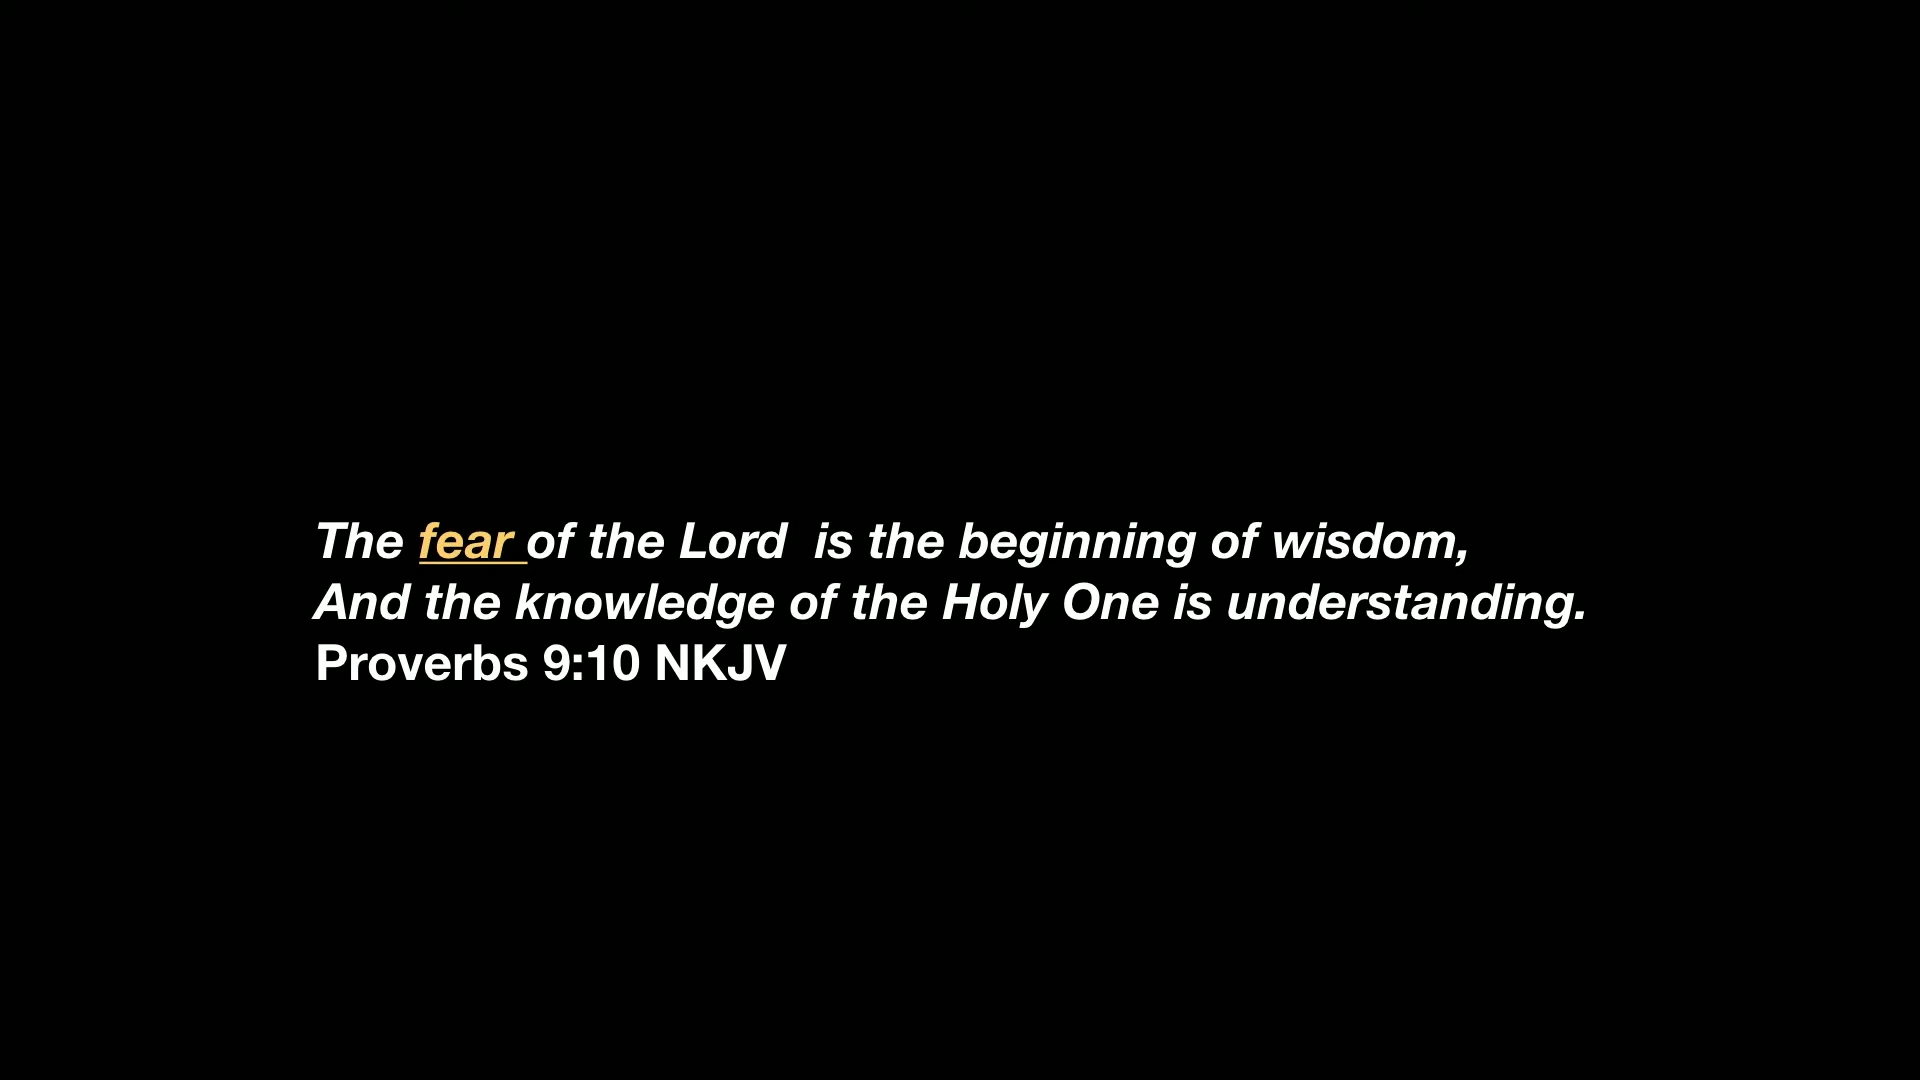 The fear of the Lord  is the beginning of wisdom,
And the knowledge of the Holy One is understanding.
Proverbs 9:10 NKJV